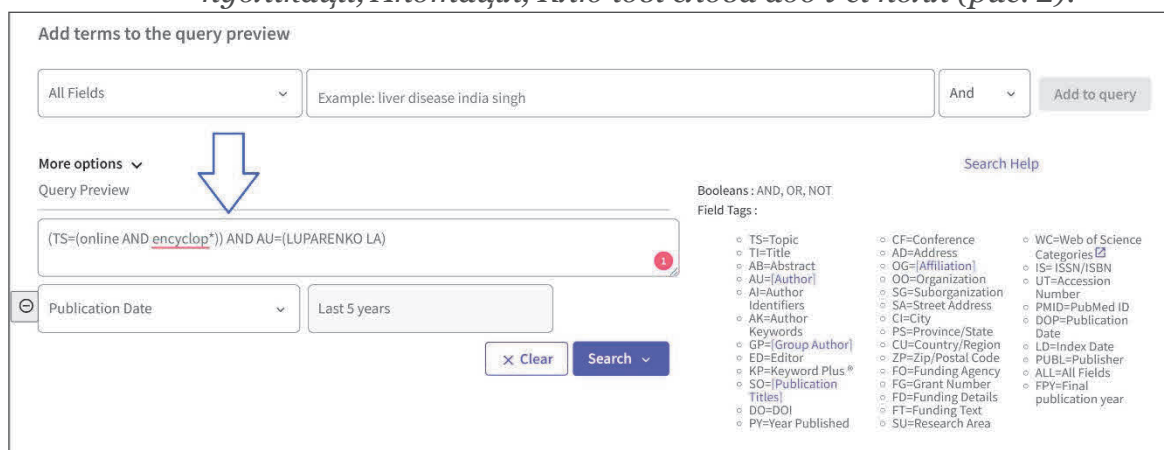 слова або поля (рис. 2).
Add terms to the query preview
All Fields
Example: liver disease india singh
And
Add to query
More options
Search Help
Query Preview
Booleans : AND, OR, NOT
Field Tags :
(TS=(online AND encyclop*)) AND AU=(LUPARENKO LA)
1
Publication Date
Last 5 years
× Clear
Search
TS=Topic
TI=Title
AB=Abstract
AU=[Author]
AI=Author
Identifiers
AK=Author
Keywords
GP=[Group Author]
ED=Editor
KP=Keyword Plus ®
SO=[Publication
Titles]
DO=DOI
PY=Year Published
CF=Conference
AD=Address
OG=[Affiliation]
OO=Organization
SG=Suborganization
SA=Street Address
CI=City
PS=Province/State
CU=Country/Region
ZP=Zip/Postal Code
FO=Funding Agency
FG=Grant Number
FD=Funding Details
FT=Funding Text
SU=Research Area
WC=Web of Science
Categories
IS= ISSN/ISBN
UT=Accession
Number
PMID=PubMed ID
DOP=Publication
Date
LD=Index Date
PUBL=Publisher
ALL=All Fields
FPY=Final
publication year